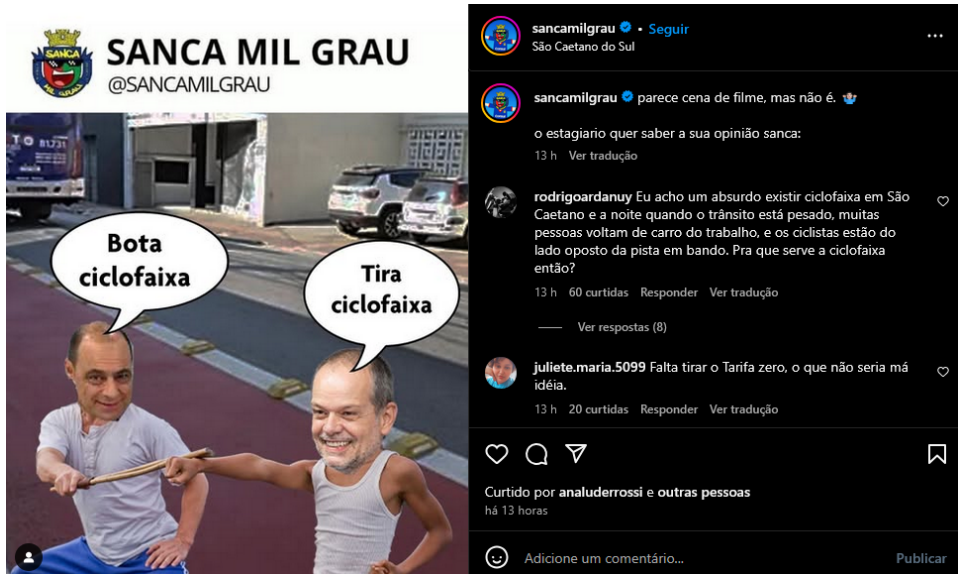 SANCA
MIL GRAU
SANCA MIL GRAU
@SANCAMILGRAU
81.731
Bota
ciclofaixa
Tira
ciclofaixa
sancamilgrau • Seguir
São Caetano do Sul
sancamilgrau parece cena de filme, mas não é. 🤷🏻‍♂️
o estagiario quer saber a sua opinião sanca:
13 h Ver tradução
rodrigoardanuy Eu acho um absurdo existir ciclofaixa em São
Caetano e a noite quando o trânsito está pesado, muitas
pessoas voltam de carro do trabalho, e os ciclistas estão do
lado oposto da pista em bando. Pra que serve a ciclofaixa
então?
13 h 60 curtidas Responder Ver tradução
Ver respostas (8)
juliete.maria.5099 Falta tirar o Tarifa zero, o que não seria má
idéia.
13 h 20 curtidas Responder Ver tradução
Curtido por analuderrossi e outras pessoas
há 13 horas
Adicione um comentário...
Publicar